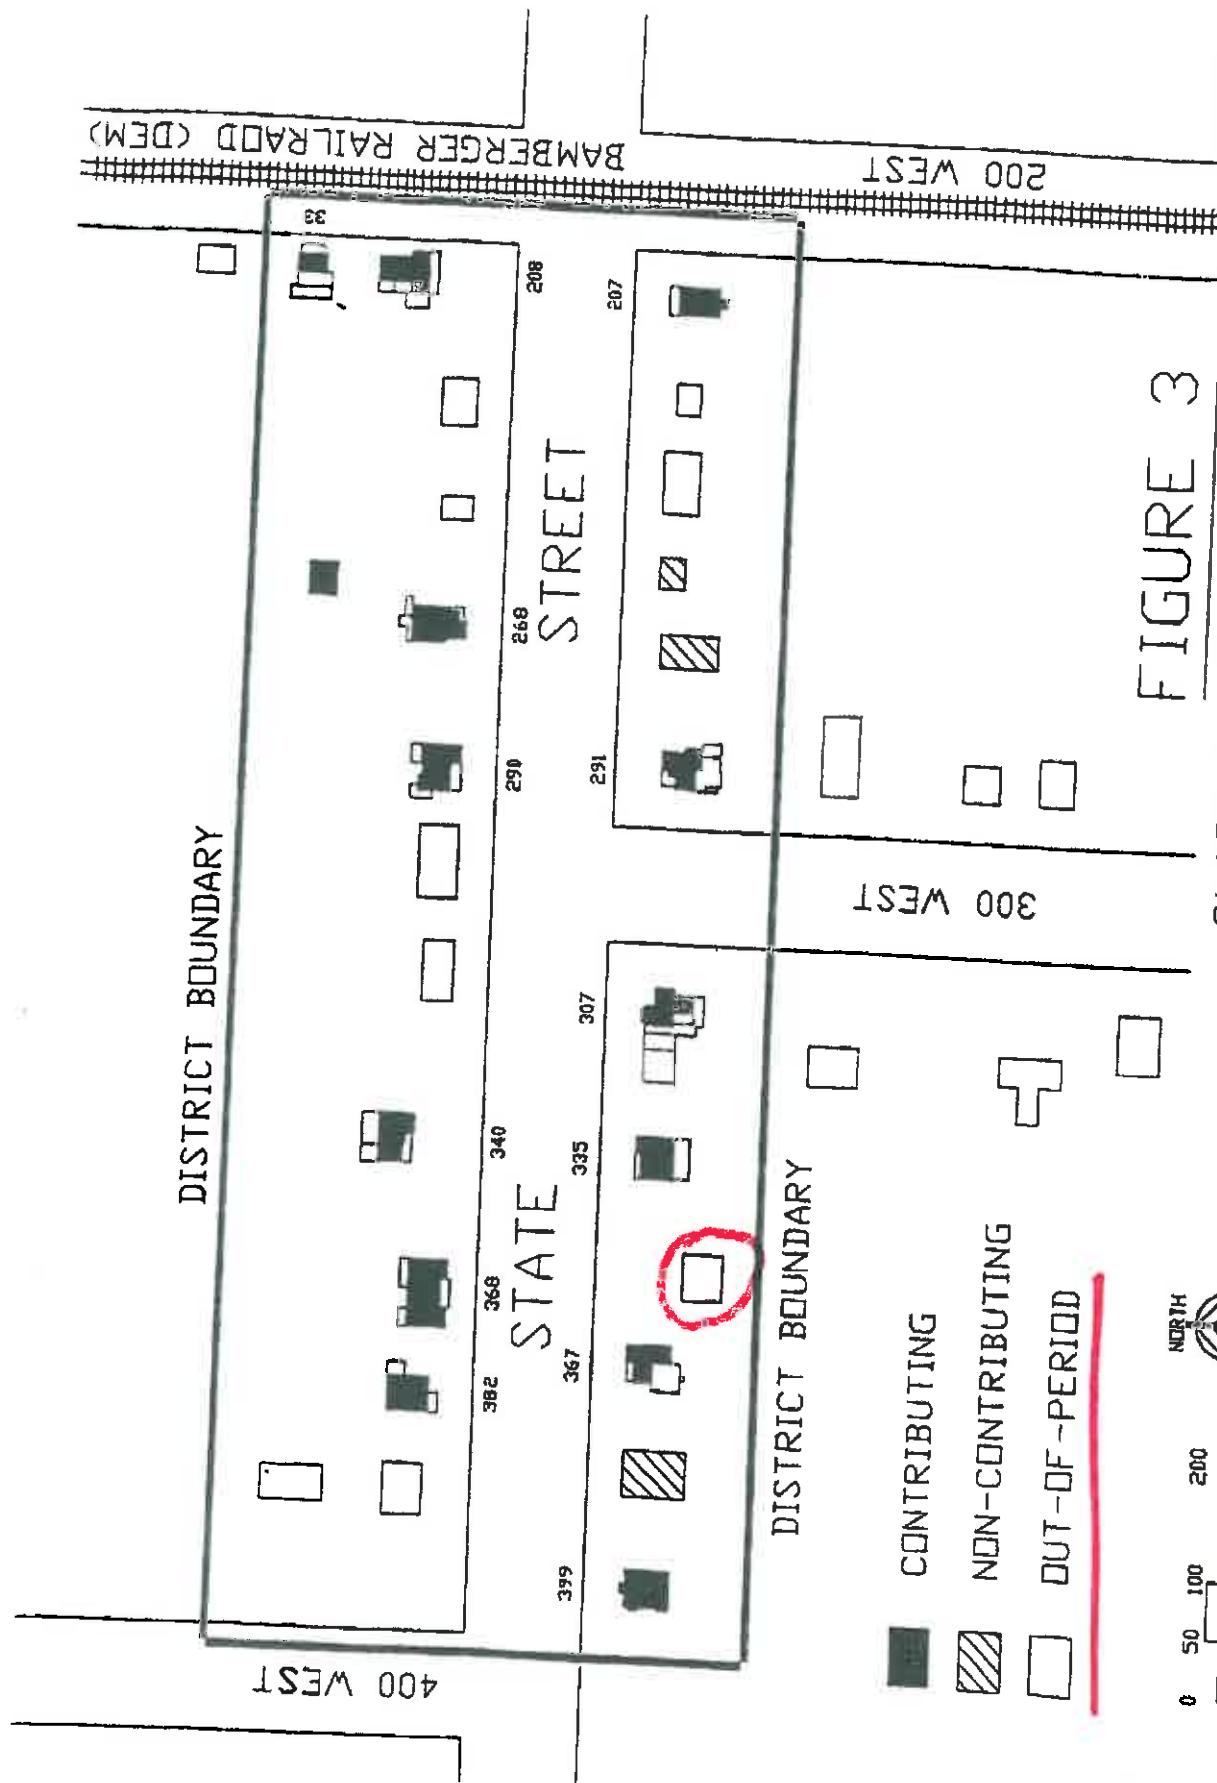 BAMBERGER RAILRAOD (DEM)
200 WEST
33
208
207
268
STREET
290
291
DISTRICT BOUNDARY
300 WEST
307
340
335
STATE
368
367
382
399
DISTRICT BOUNDARY
400 WEST
CONTRIBUTING
NON-CONTRIBUTING
OUT-OF-PERIOD
NORTH
0 50 100 200
FIGURE 3